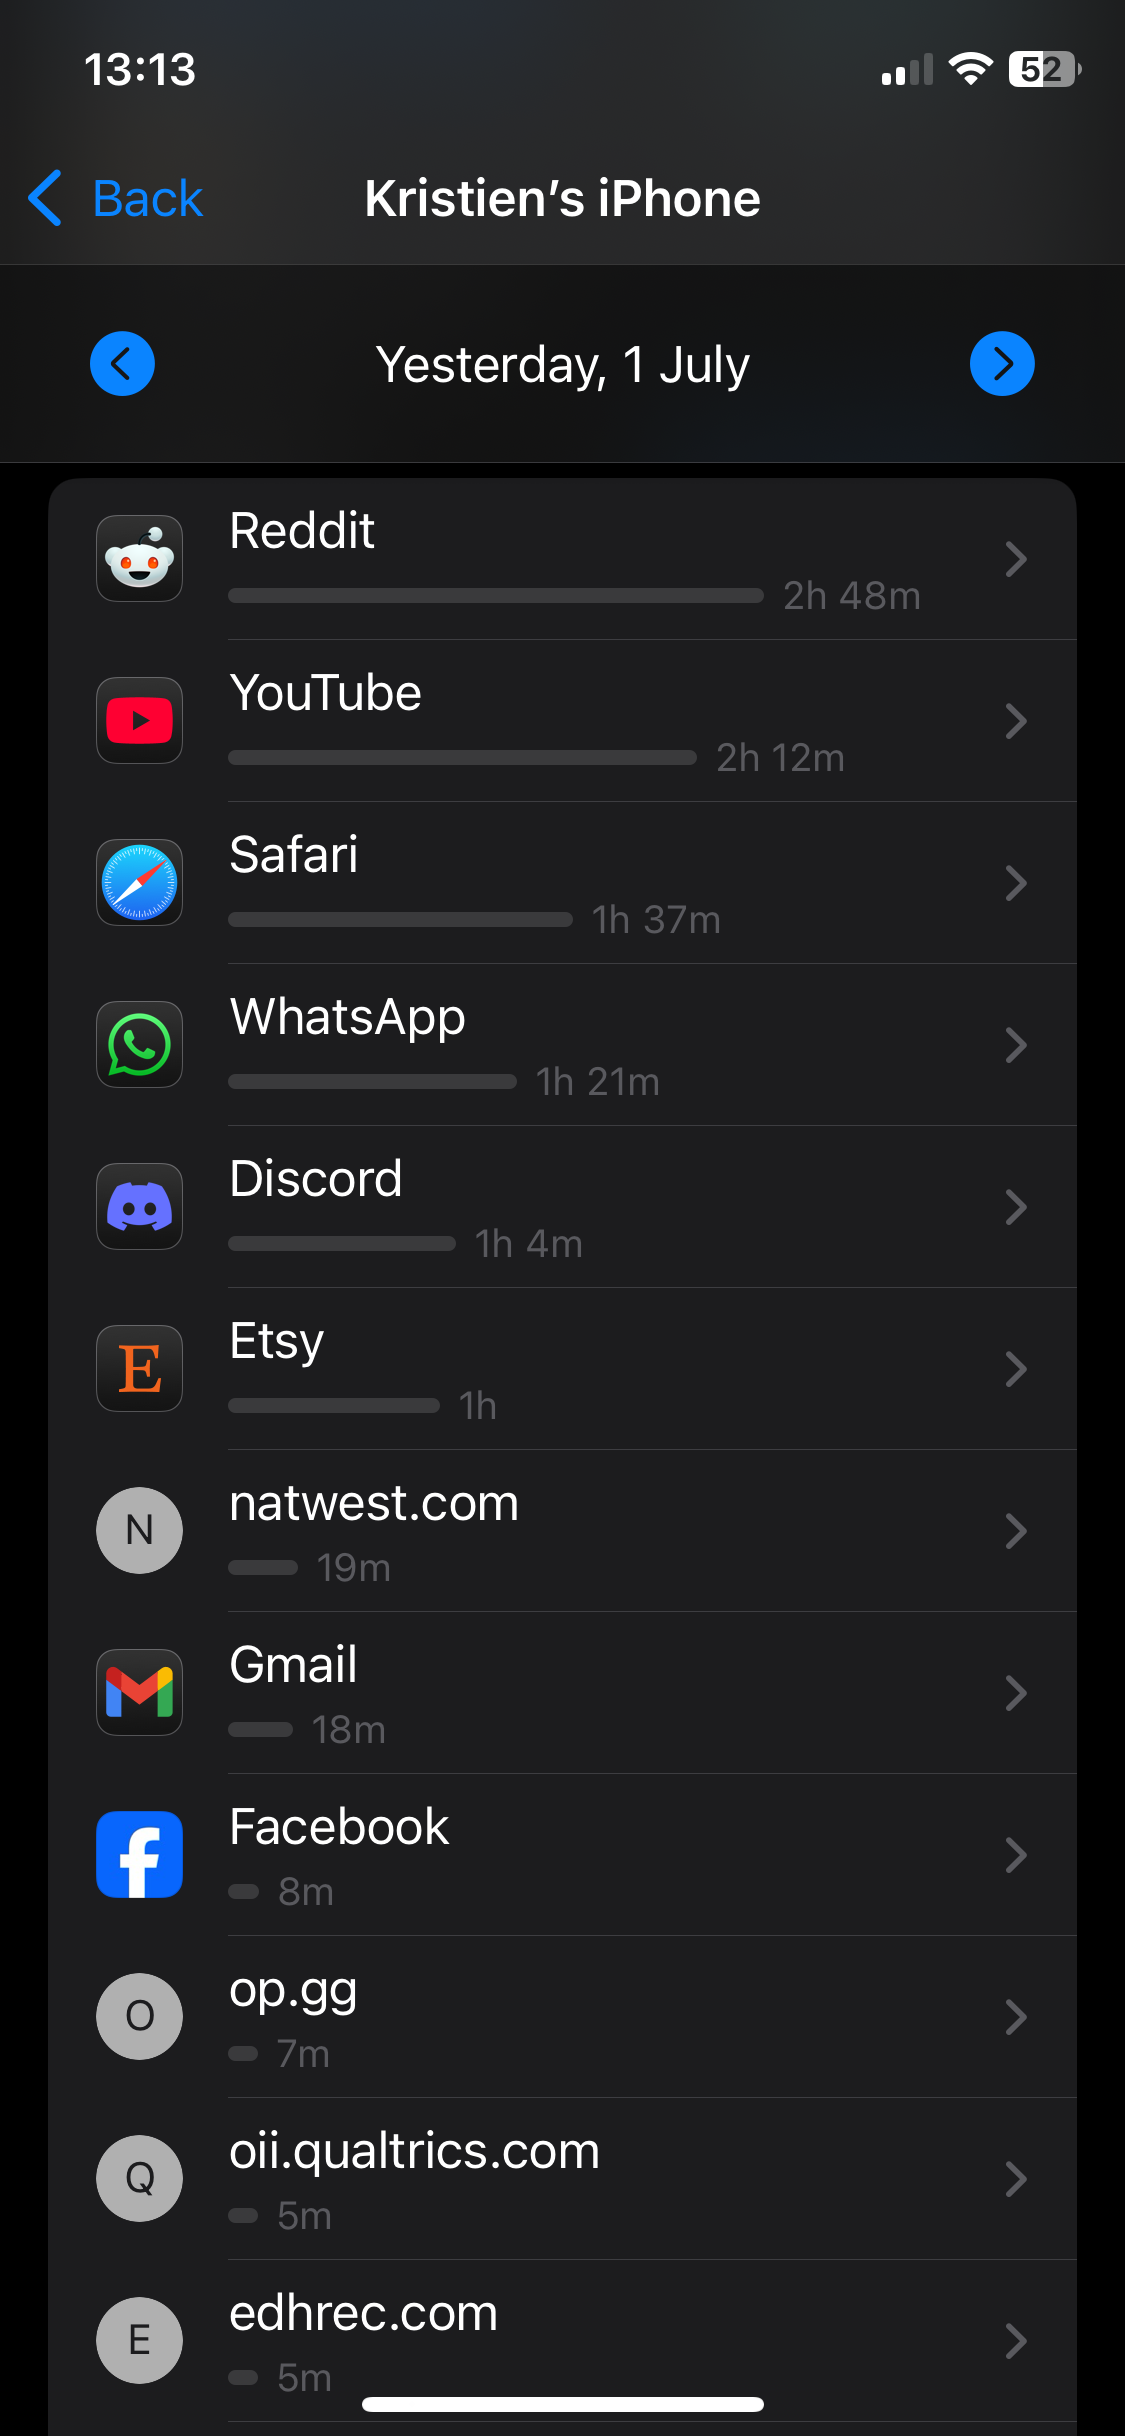 13:13
52
Back
Kristien’s iPhone
Yesterday, 1 July
Reddit
2h 48m
YouTube
2h 12m
Safari
1h 37m
WhatsApp
1h 21m
Discord
1h 4m
E
Etsy
1h
N
natwest.com
19m
Gmail
18m
Facebook
8m
O
op.gg
7m
Q
oii.qualtrics.com
5m
E
edhrec.com
5m